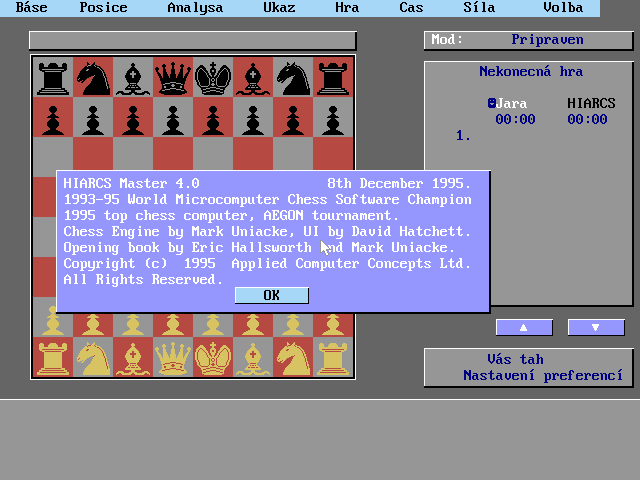 Báse Posice Analysa Ukaz Hra Cas Síla Volba
Mod: Pripraven
Nekonecná hra
Jara HIARCS
00:00 00:00
1.
HIARCS Master 4.0 8th December 1995.
1993-95 World Microcomputer Chess Software Champion
1995 top chess computer, AEGON tournament.
Chess Engine by Mark Uniacke, UI by David Hatchett.
Opening book by Eric Hallsworth and Mark Uniacke.
Copyright (c) 1995 Applied Computer Concepts Ltd.
All Rights Reserved.
OK
Vás tah
Nastavení preferencí